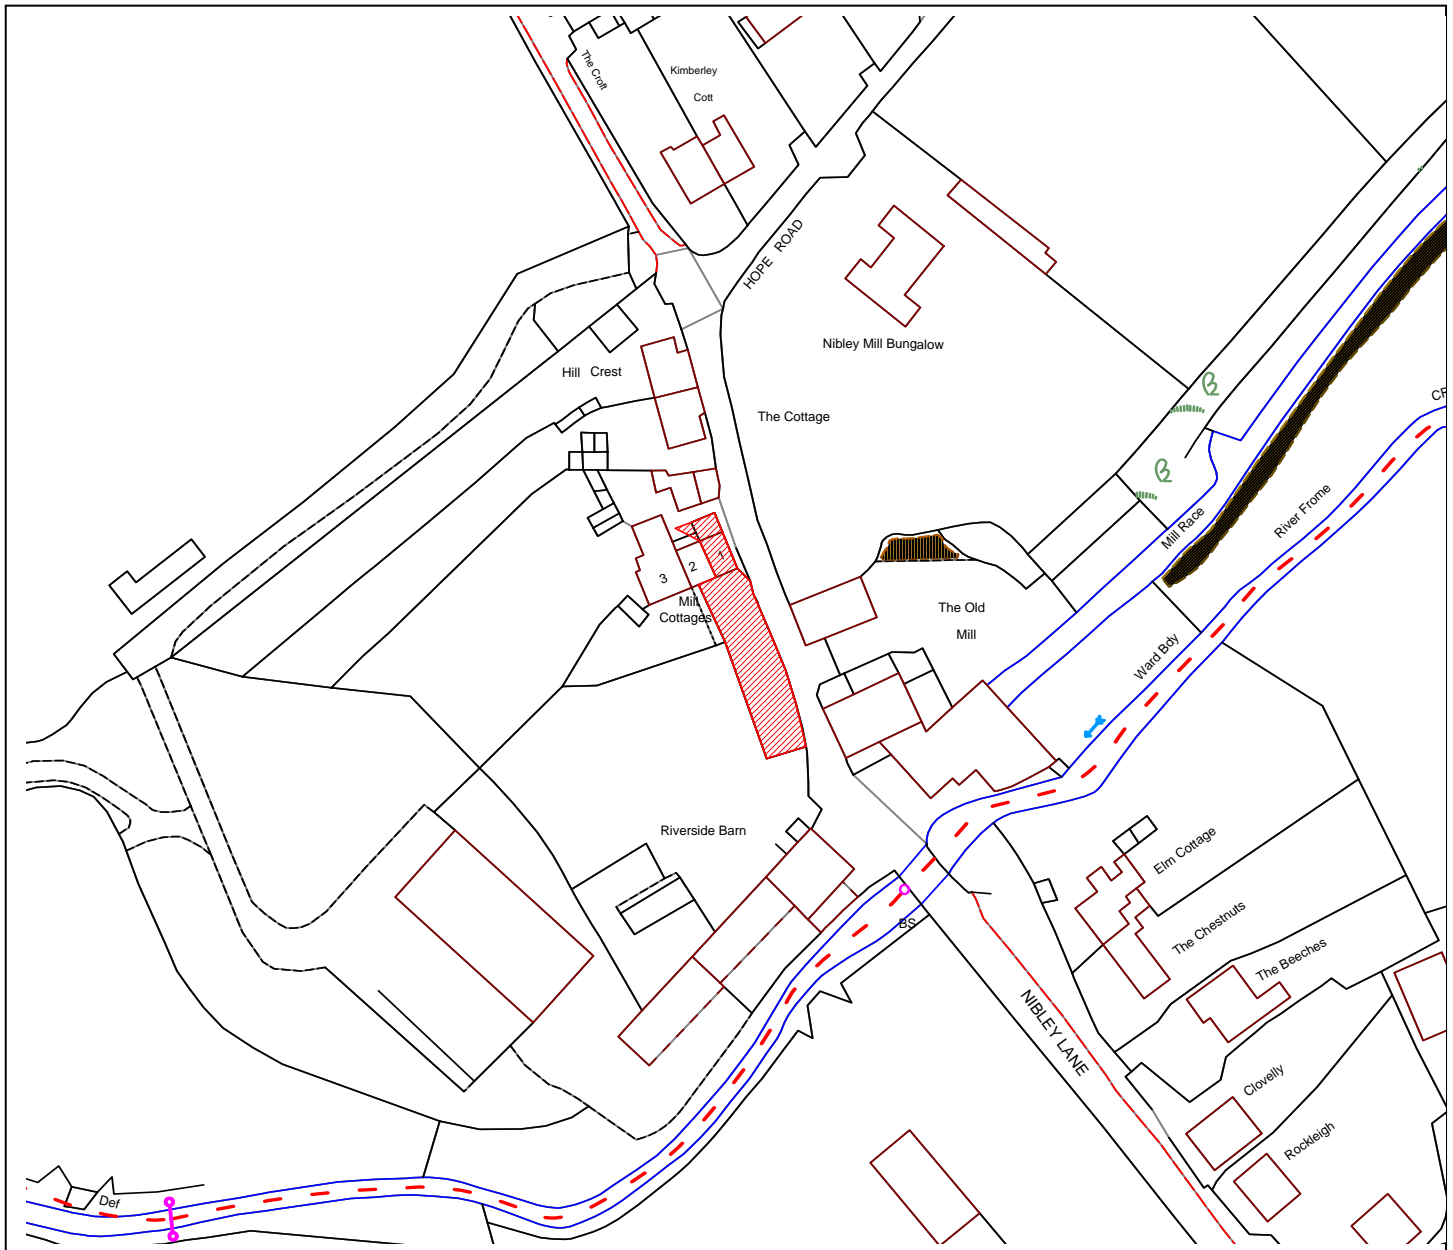 The Croft
Kimberley
Cott
HOPE ROAD
Nibley Mill Bungalow
Hill Crest
The Cottage
Mill Race
River Frome
1
2
3
Mill
Cottages
The Old
Mill
Ward Bdy
Riverside Barn
Elm Cottage
The Chestnuts
The Beeches
BS
NIBLEY LANE
Clovelly
Rockleigh
Def